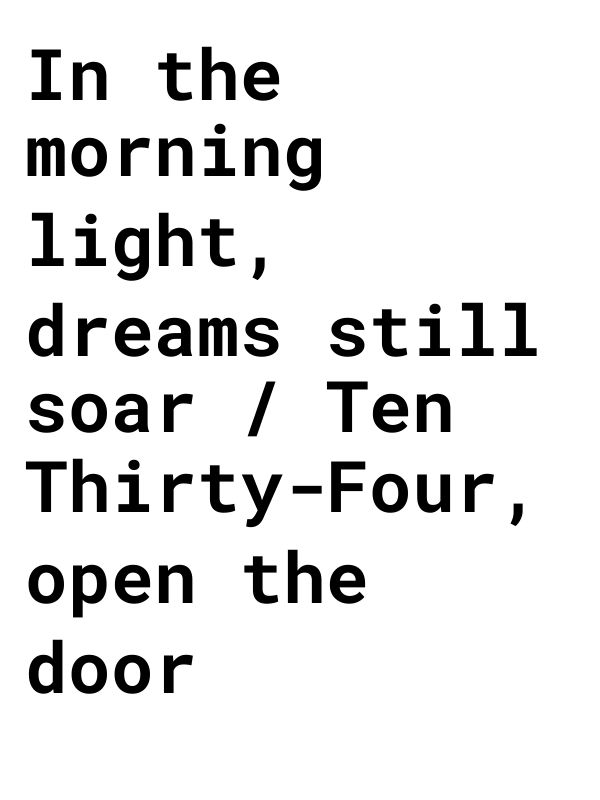 In the
morning
light,
dreams still
soar / Ten
Thirty-Four,
open the
door